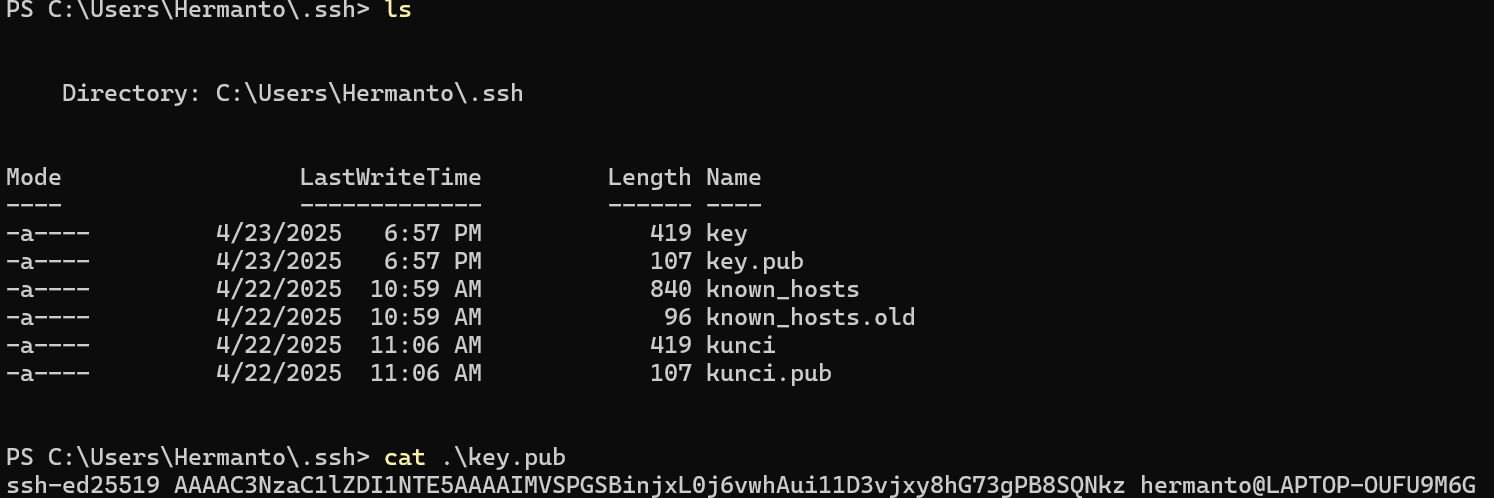 PS C:\Users\Hermanto\.ssh> ls
Directory: C:\Users\Hermanto\.ssh
Mode LastWriteTime Length Name
---- ------------- ------ ----
-a---- 4/23/2025 6:57 PM 419 key
-a---- 4/23/2025 6:57 PM 107 key.pub
-a---- 4/22/2025 10:59 AM 840 known_hosts
-a---- 4/22/2025 10:59 AM 96 known_hosts.old
-a---- 4/22/2025 11:06 AM 419 kunci
-a---- 4/22/2025 11:06 AM 107 kunci.pub
PS C:\Users\Hermanto\.ssh> cat .\key.pub
ssh-ed25519 AAAAC3NzaC1lZDI1NTE5AAAAIMVSPGSBinjxL0j6vwhAui11D3vjxy8hG73gPB8SQNkz hermanto@LAPTOP-OUFU9M6G